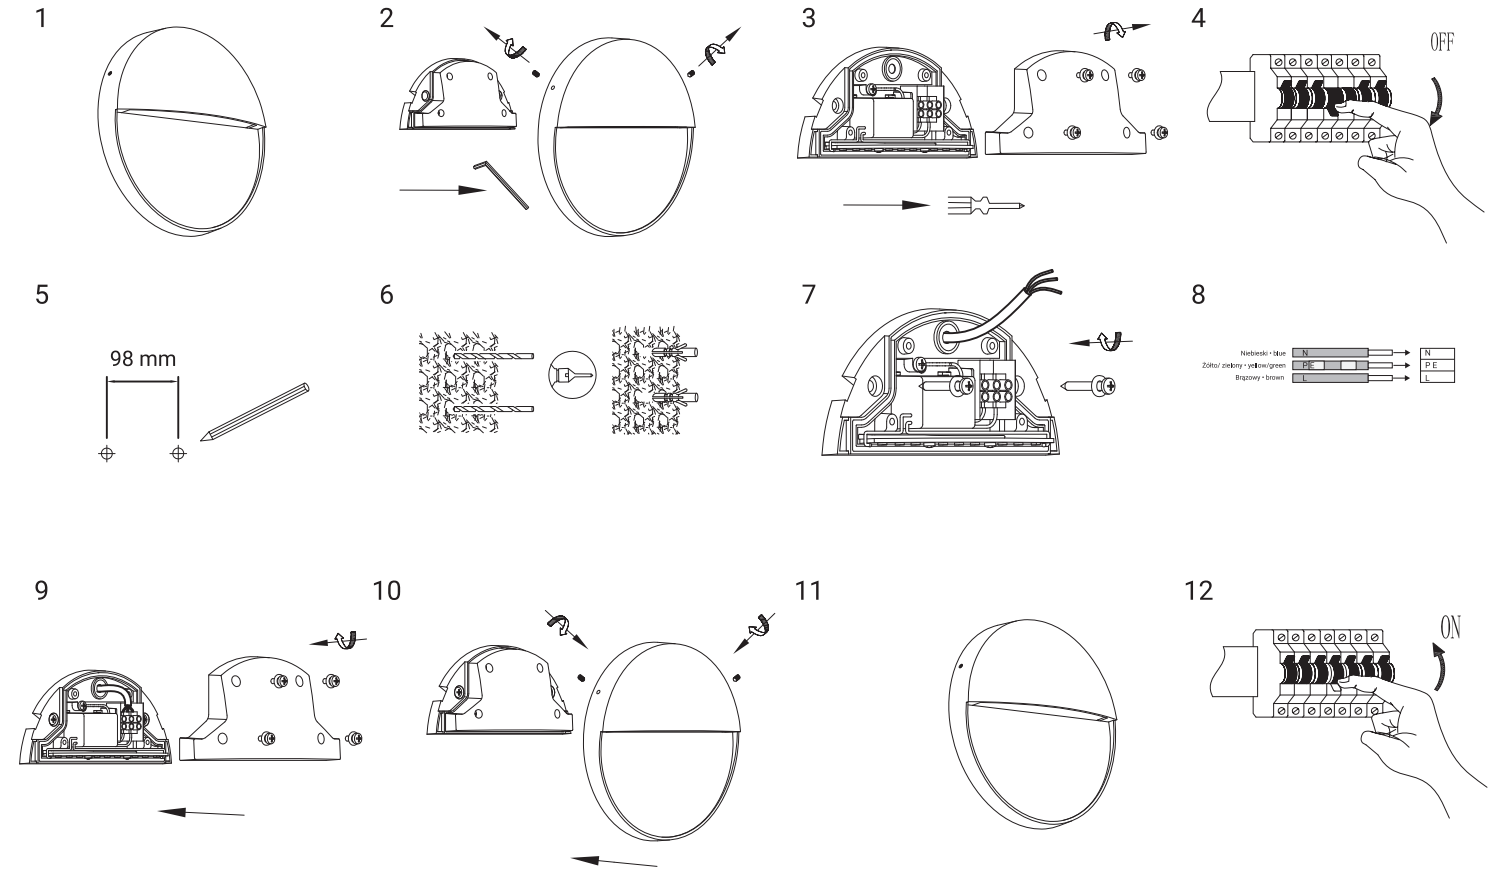 1
2
3
4
OFF
5
98 mm
6
7
8
Niebieski • blue
N
N
Żółto/ zielony • yellow/green
PE
PE
Brązowy • brown
L
L
9
10
11
12
ON